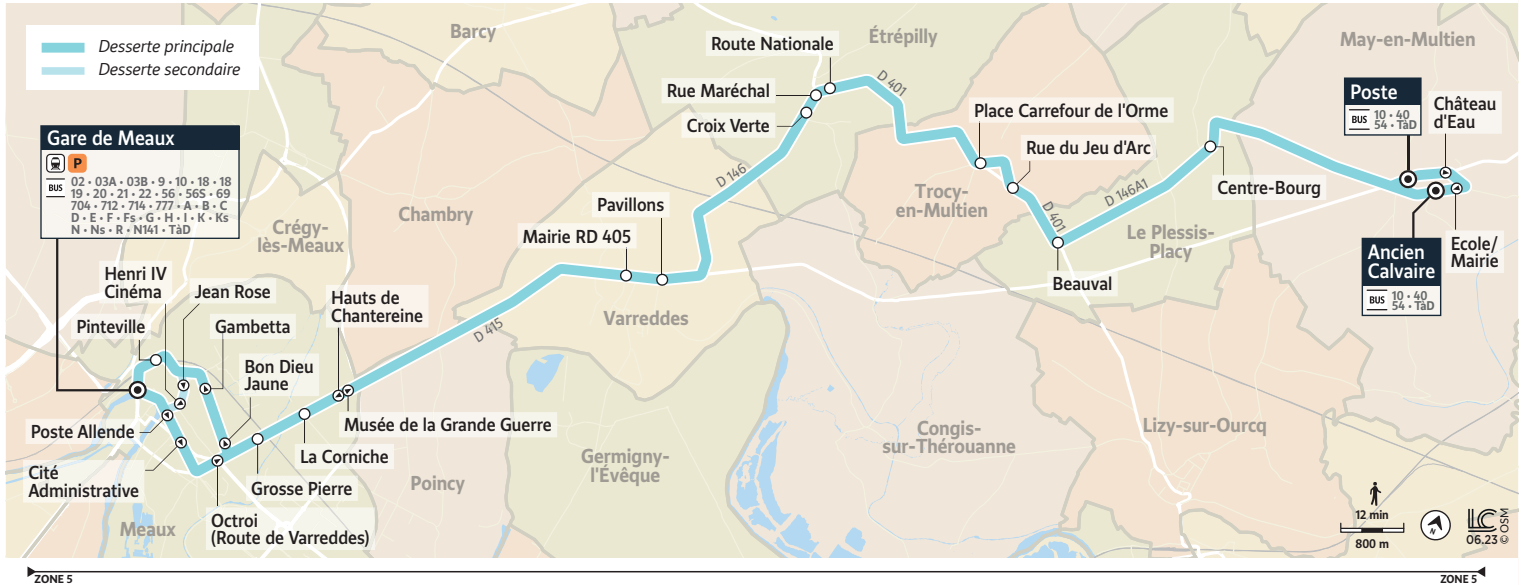 Desserte principale
Desserte secondaire
Barcy
Étrépilly
May-en-Multien
Route Nationale
Rue Maréchal
Croix Verte
D 401
Place Carrefour de l'Orme
Rue du Jeu d'Arc
Poste
BUS
10 • 40
54 • TàD
Château
d'Eau
Gare de Meaux
P
BUS
02 • 03A • 03B • 9 • 10 • 18 • 18
19 • 20 • 21 • 22 • 56 • 56S • 69
704 • 712 • 714 • 777 • A • B • C
D • E • F • Fs • G • H • I • K • Ks
N • Ns • R • N141 • TàD
Crégy-
lès-Meaux
Chambry
D 146
Trocy-
en-Multien
D 401
D 146A1
Centre-Bourg
Le Plessis-
Placy
Pavillons
Mairie RD 405
Beauval
Ancien
Calvaire
BUS
10 • 40
54 • TàD
Ecole/
Mairie
Henri IV
Cinéma
Jean Rose
Pinteville
Gambetta
Hauts de
Chantereine
Varreddes
D 415
Bon Dieu
Jaune
Poste Allende
Musée de la Grande Guerre
La Corniche
Cité
Administrative
Grosse Pierre
Octroi
(Route de Varreddes)
Meaux
Poincy
Germigny-
l'Évêque
Congis-
sur-Thérouanne
Lizy-sur-Ourcq
12 min
800 m
N
LC
06.23 © OSM
ZONE 5
ZONE 5